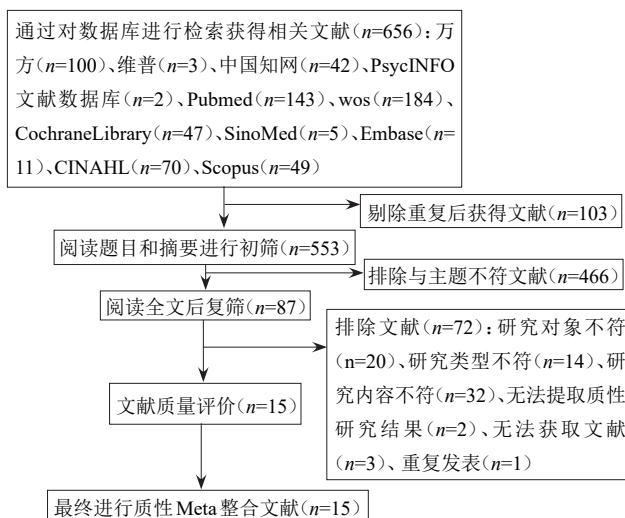 通过对数据库进行检索获得相关文献(n=656)：万
方(n=100)、维普(n=3)、中国知网(n=42)、PsycINFO
文献数据库(n=2)、Pubmed(n=143)、wos(n=184)、
CochraneLibrary(n=47)、SinoMed(n=5)、Embase(n=
11)、CINAHL(n=70)、Scopus(n=49)
剔除重复后获得文献(n=103)
阅读题目和摘要进行初筛(n=553)
排除与主题不符文献(n=466)
阅读全文后复筛(n=87)
排除文献(n=72)：研究对象不符
(n=20)、研究类型不符(n=14)、研
究内容不符(n=32)、无法提取质性
研究结果(n=2)、无法获取文献
(n=3)、重复发表(n=1)
文献质量评价(n=15)
最终进行质性Meta整合文献(n=15)